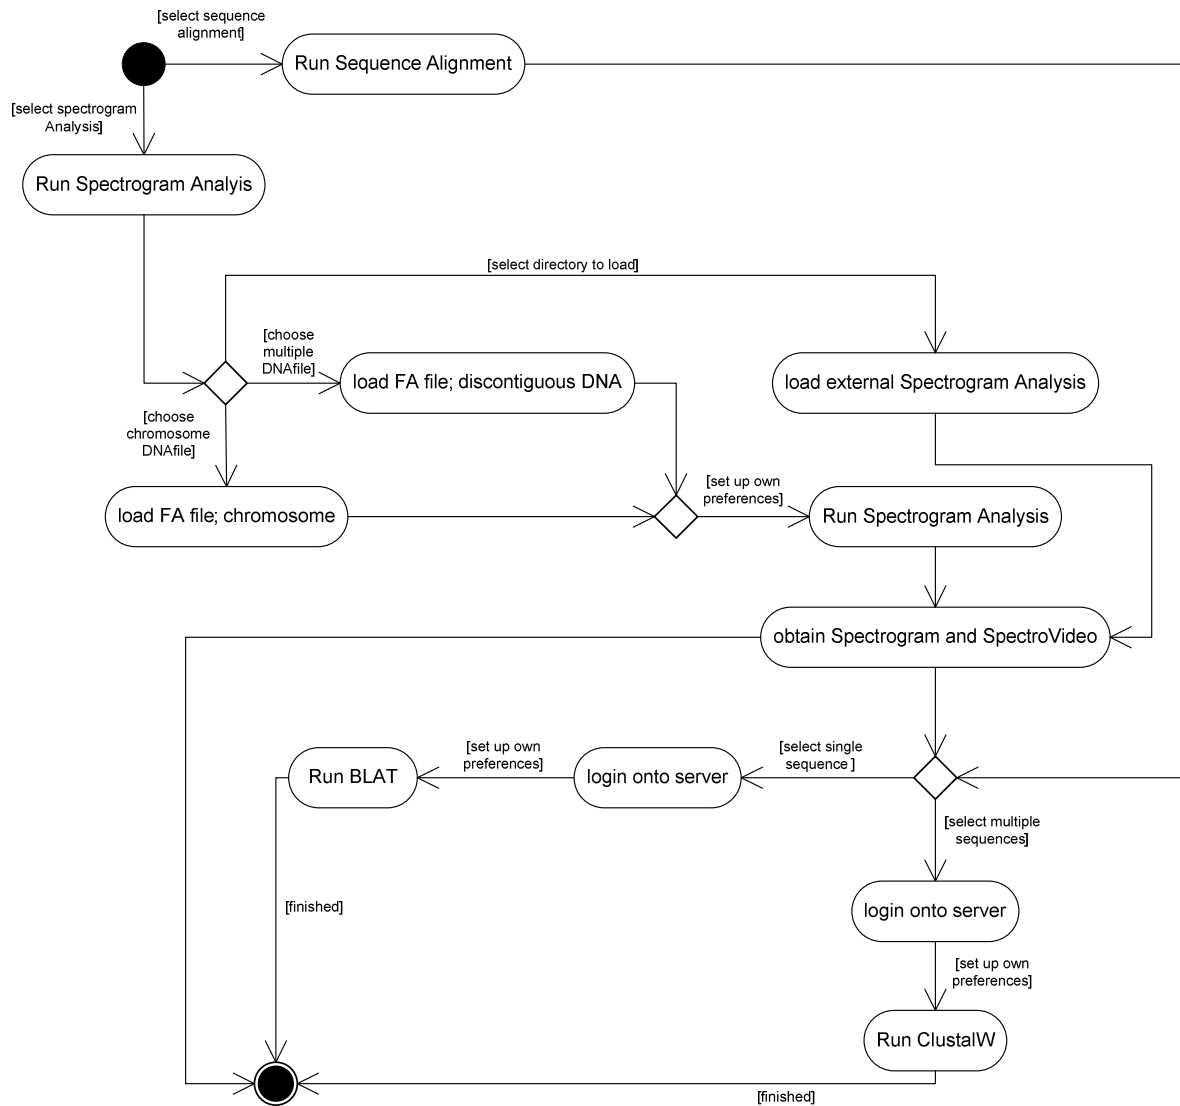 [select sequence
alignment]
Run Sequence Alignment
[select spectrogram
Analysis]
Run Spectrogram Analyis
[select directory to load]
[choose
multiple
DNAfile]
load FA file; discontiguous DNA
load external Spectrogram Analysis
[choose
chromosome
DNAfile]
load FA file; chromosome
[set up own
preferences]
Run Spectrogram Analysis
obtain Spectrogram and SpectroVideo
Run BLAT
[set up own
preferences]
login onto server
[select single
sequence ]
[select multiple
sequences]
login onto server
[finished]
[set up own
preferences]
Run ClustalW
[finished]